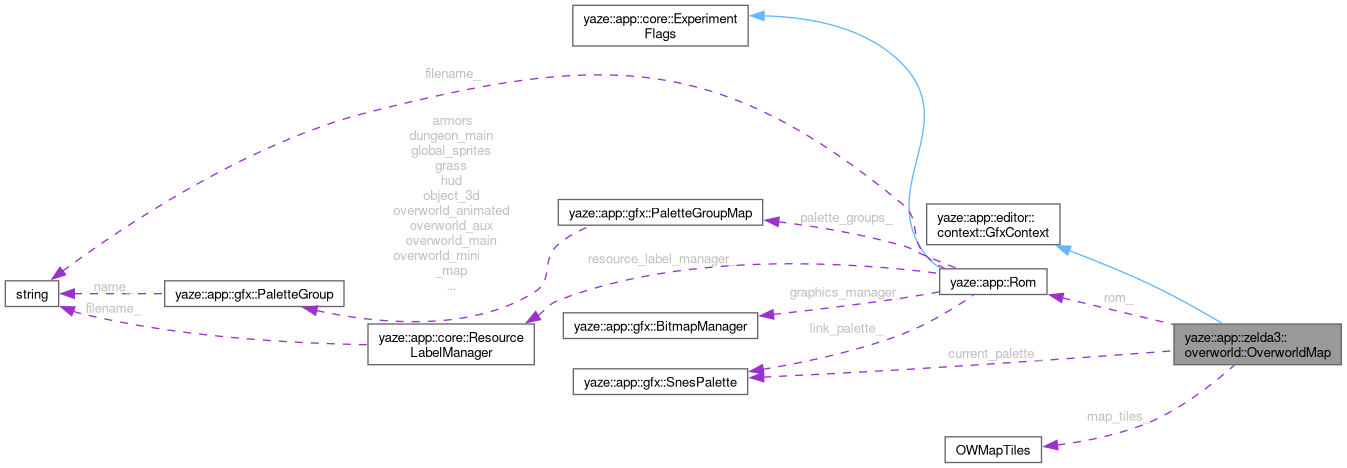 yaze::app::core::Experiment
Flags
filename_
armors
dungeon_main
global_sprites
grass
hud
object_3d
overworld_animated
overworld_aux
overworld_main
overworld_mini
_map
...
yaze::app::gfx::PaletteGroupMap
palette_groups_
yaze::app::editor::
context::GfxContext
resource_label_manager_
yaze::app::Rom
string
name_
yaze::app::gfx::PaletteGroup
graphics_manager_
rom_
filename_
yaze::app::core::Resource
LabelManager
yaze::app::gfx::BitmapManager
link_palette_
yaze::app::zelda3::
overworld::OverworldMap
current_palette_
yaze::app::gfx::SnesPalette
map_tiles_
OWMapTiles